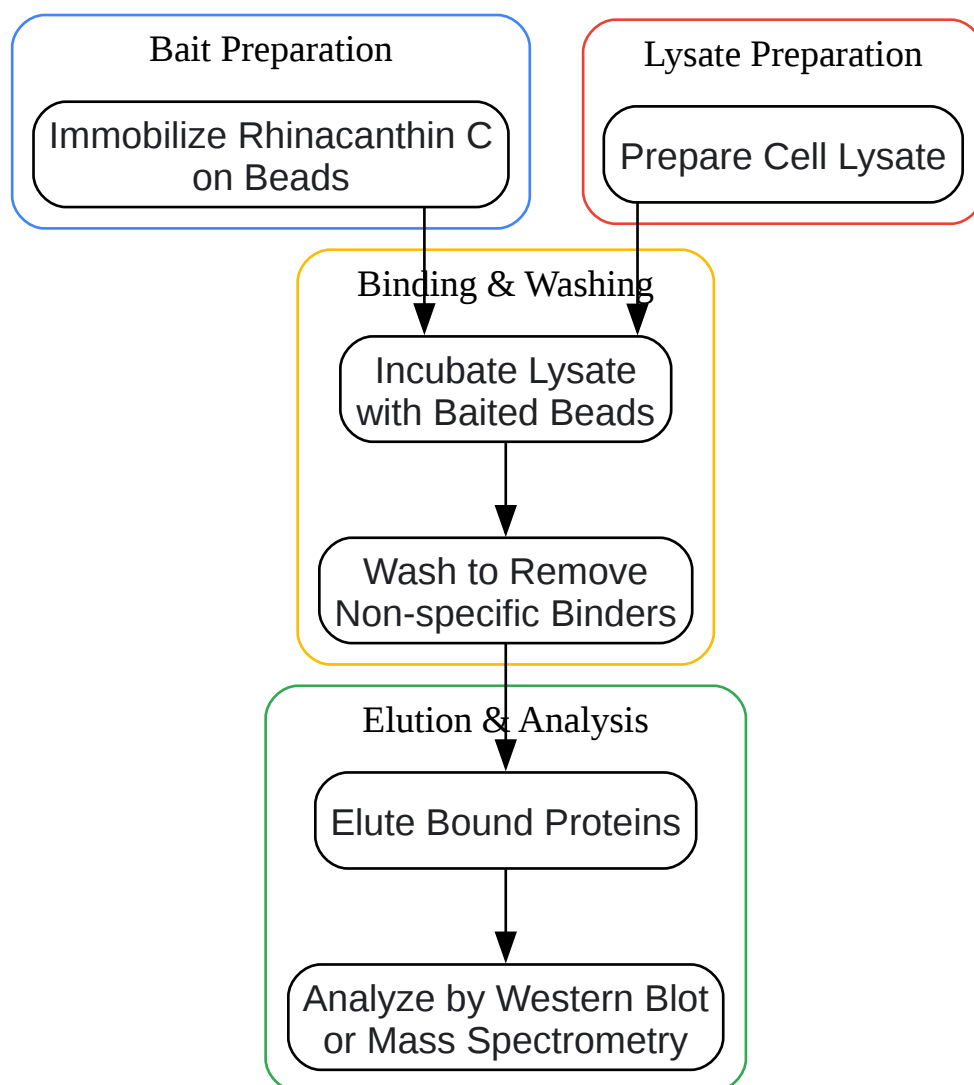 Bait Preparation
Immobilize Rhinacanthin C
on Beads
Lysate Preparation
Prepare Cell Lysate
Binding & Washing
Incubate Lysate
with Baited Beads
Wash to Remove
Non-specific Binders
Elution & Analysis
Elute Bound Proteins
Analyze by Western Blot
or Mass Spectrometry